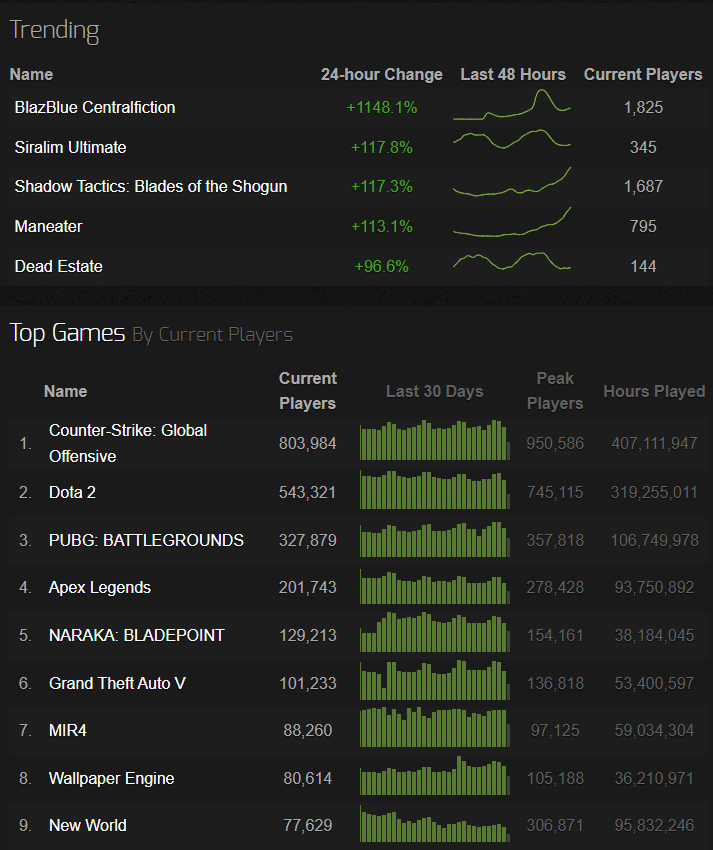 Trending
Name 24-hour Change Last 48 Hours Current Players
BlazBlue Centralfiction +1148.1% 1,825
Siralim Ultimate +117.8% 345
Shadow Tactics: Blades of the Shogun +117.3% 1,687
Maneater +113.1% 795
Dead Estate +96.6% 144
Top Games By Current Players
Name Current Players Last 30 Days Peak Players Hours Played
1. Counter-Strike: Global Offensive 803,984 950,586 407,111,947
2. Dota 2 543,321 745,115 319,255,011
3. PUBG: BATTLEGROUNDS 327,879 357,818 106,749,978
4. Apex Legends 201,743 278,428 93,750,892
5. NARAKA: BLADEPOINT 129,213 154,161 38,184,045
6. Grand Theft Auto V 101,233 136,818 53,400,597
7. MIR4 88,260 97,125 59,034,304
8. Wallpaper Engine 80,614 105,188 36,210,971
9. New World 77,629 306,871 95,832,246